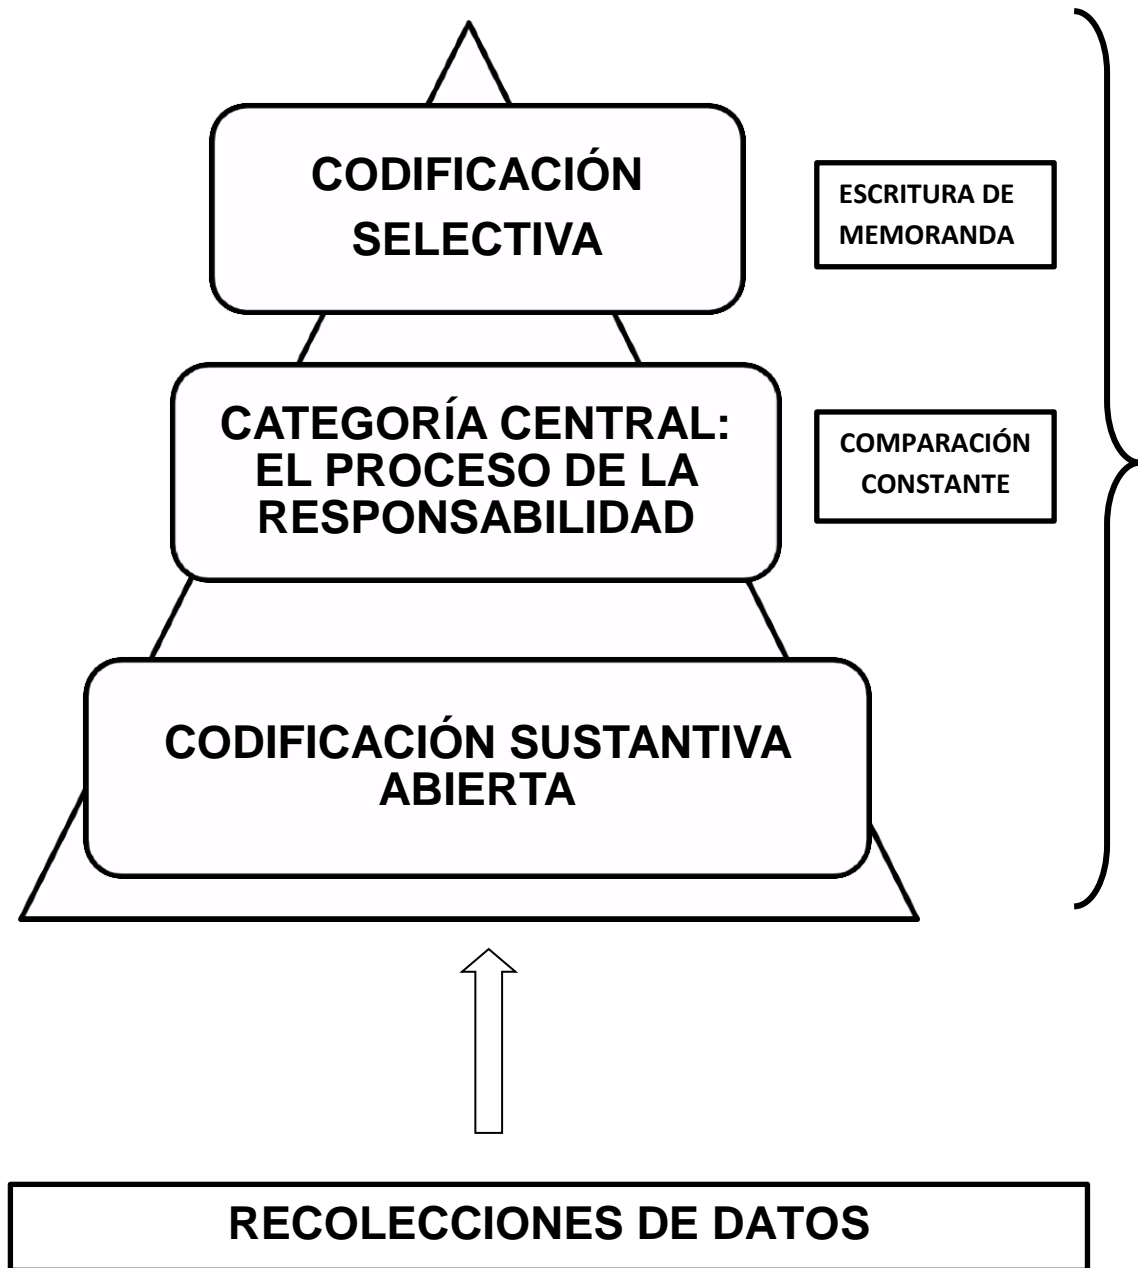 CODIFICACIÓN
SELECTIVA
ESCRITURA DE
MEMORANDA
CATEGORÍA CENTRAL:
EL PROCESO DE LA
RESPONSABILIDAD
COMPARACIÓN
CONSTANTE
CODIFICACIÓN SUSTANTIVA
ABIERTA
RECOLECCIONES DE DATOS